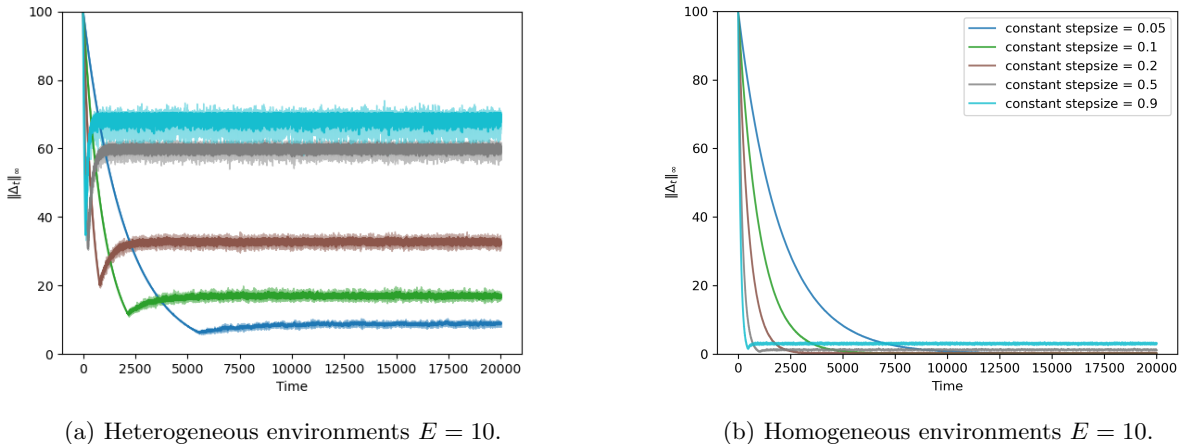 100
80
60
40
20
0
‖Δt‖∞
0 2500 5000 7500 10000 12500 15000 17500 20000
Time
(a) Heterogeneous environments E = 10.
100
80
60
40
20
0
‖Δt‖∞
constant stepsize = 0.05
constant stepsize = 0.1
constant stepsize = 0.2
constant stepsize = 0.5
constant stepsize = 0.9
0 2500 5000 7500 10000 12500 15000 17500 20000
Time
(b) Homogeneous environments E = 10.